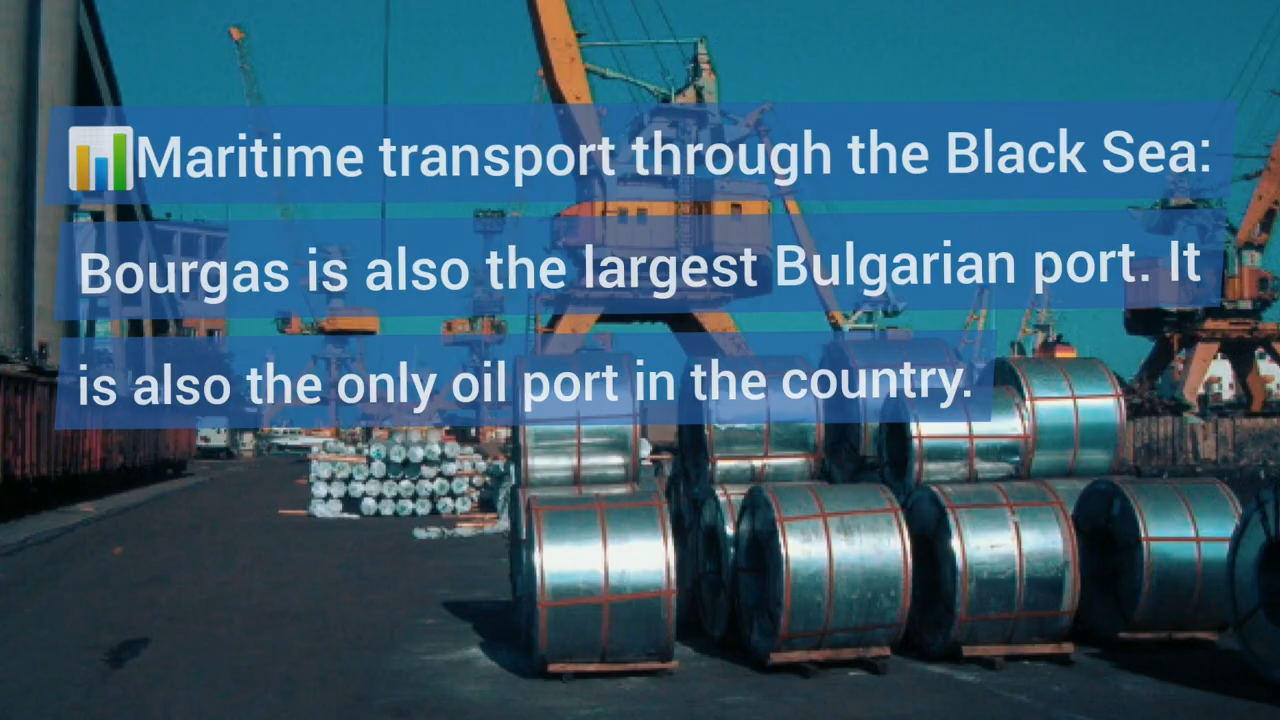 📊Maritime transport through the Black Sea:
Bourgas is also the largest Bulgarian port. It
is also the only oil port in the country.